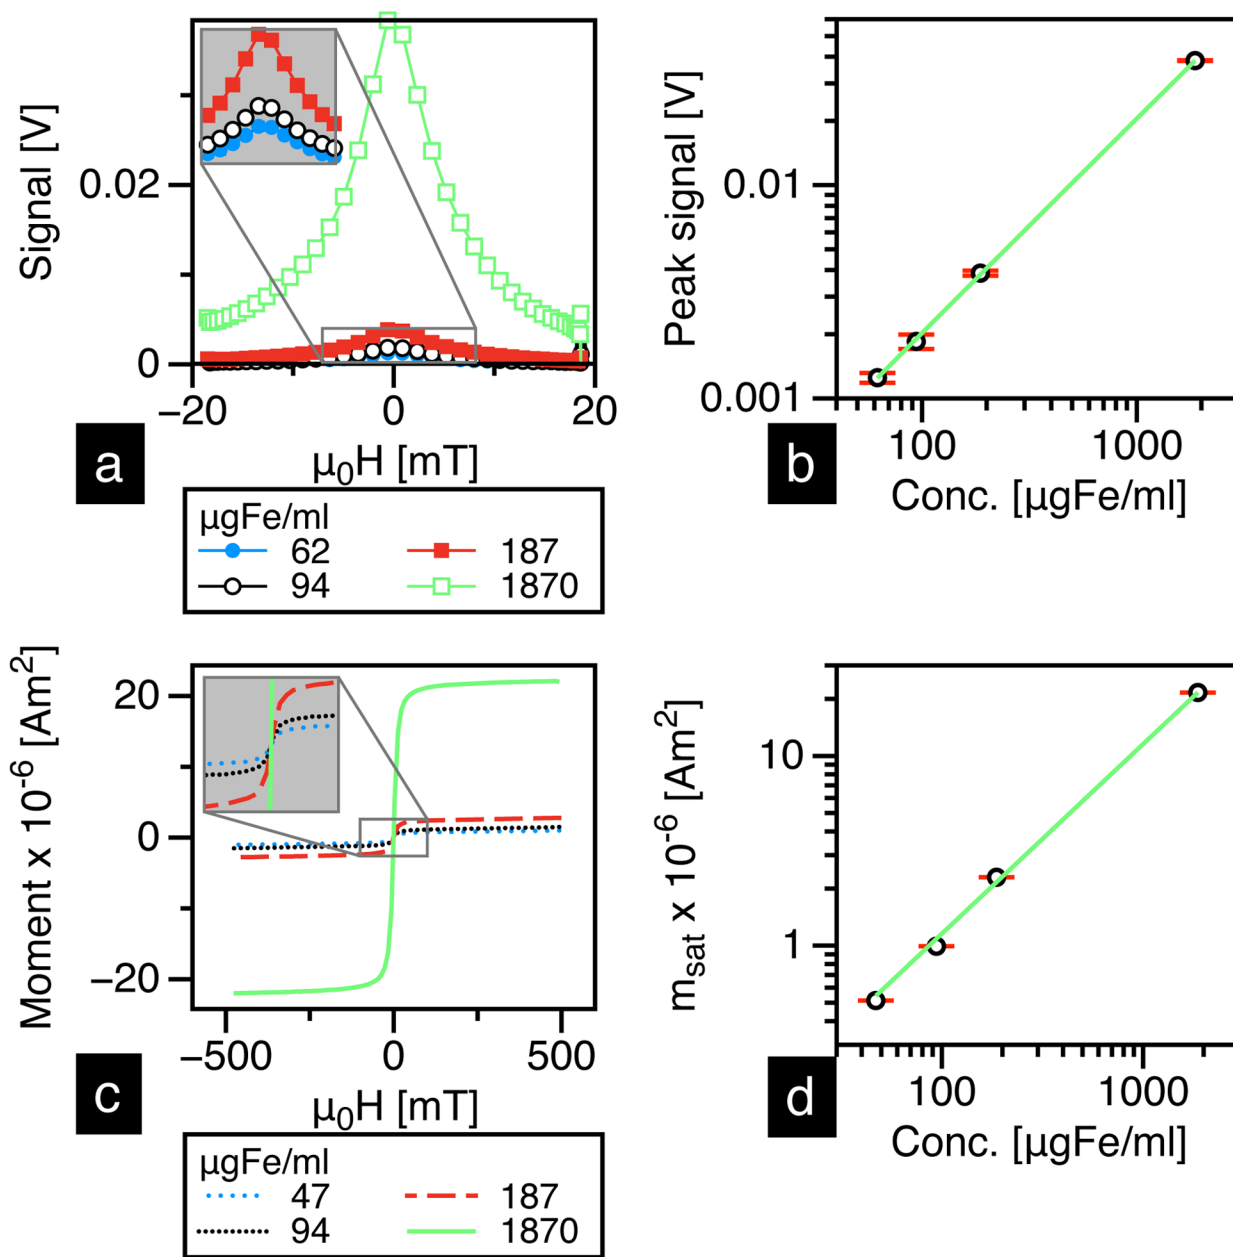 Signal [V]
0.02
0
−20
0
20
μ0H [mT]
a
μgFe/ml
62
187
94
1870
Peak signal [V]
0.01
0.001
100
1000
Conc. [μgFe/ml]
b
Moment x 10-6 [Am2]
20
0
−20
−500
0
500
μ0H [mT]
c
μgFe/ml
47
187
94
1870
msat x 10-6 [Am2]
10
1
100
1000
Conc. [μgFe/ml]
d